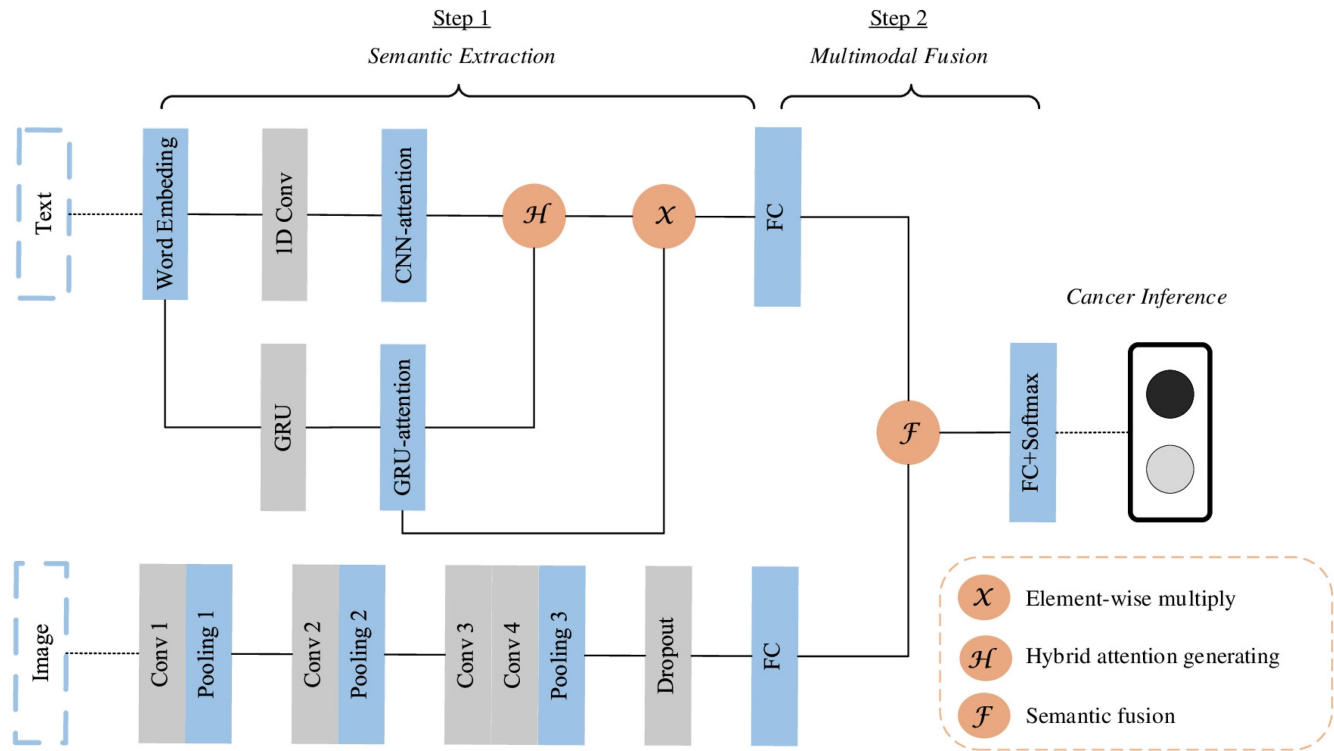 Step 1
Semantic Extraction
Step 2
Multimodal Fusion
Text
Word Embeding
1D Conv
CNN-attention
H
X
FC
GRU
GRU-attention
Cancer Inference
F
FC+Softmax
Image
Conv 1
Pooling 1
Conv 2
Pooling 2
Conv 3
Conv 4
Pooling 3
Dropout
FC
X Element-wise multiply
H Hybrid attention generating
F Semantic fusion